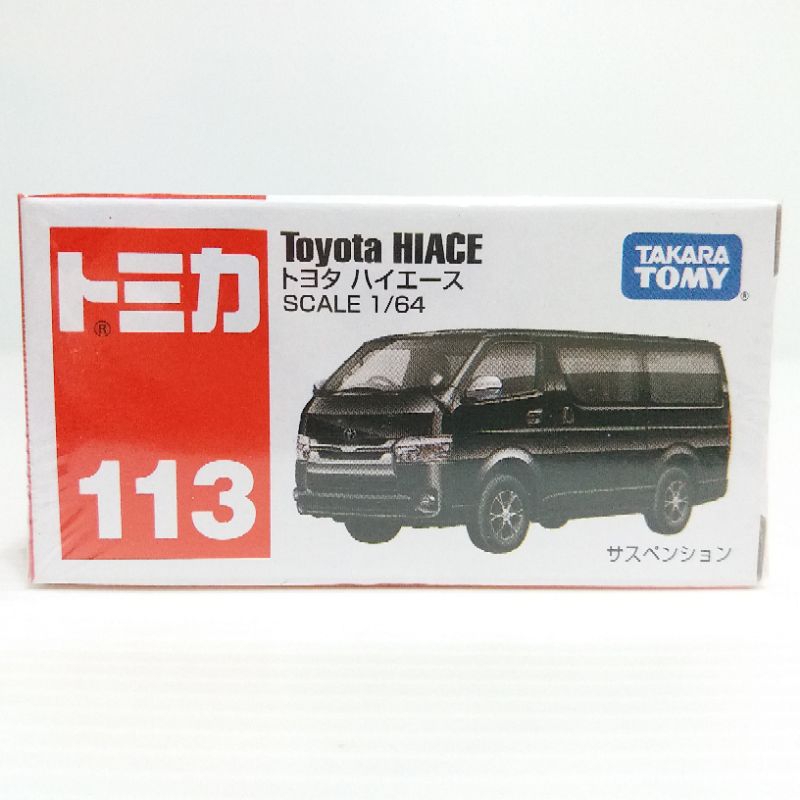 トミカ
®
113
Toyota HIACE
トヨタ ハイエース
SCALE 1/64
TAKARA
TOMY
®
サスペンション